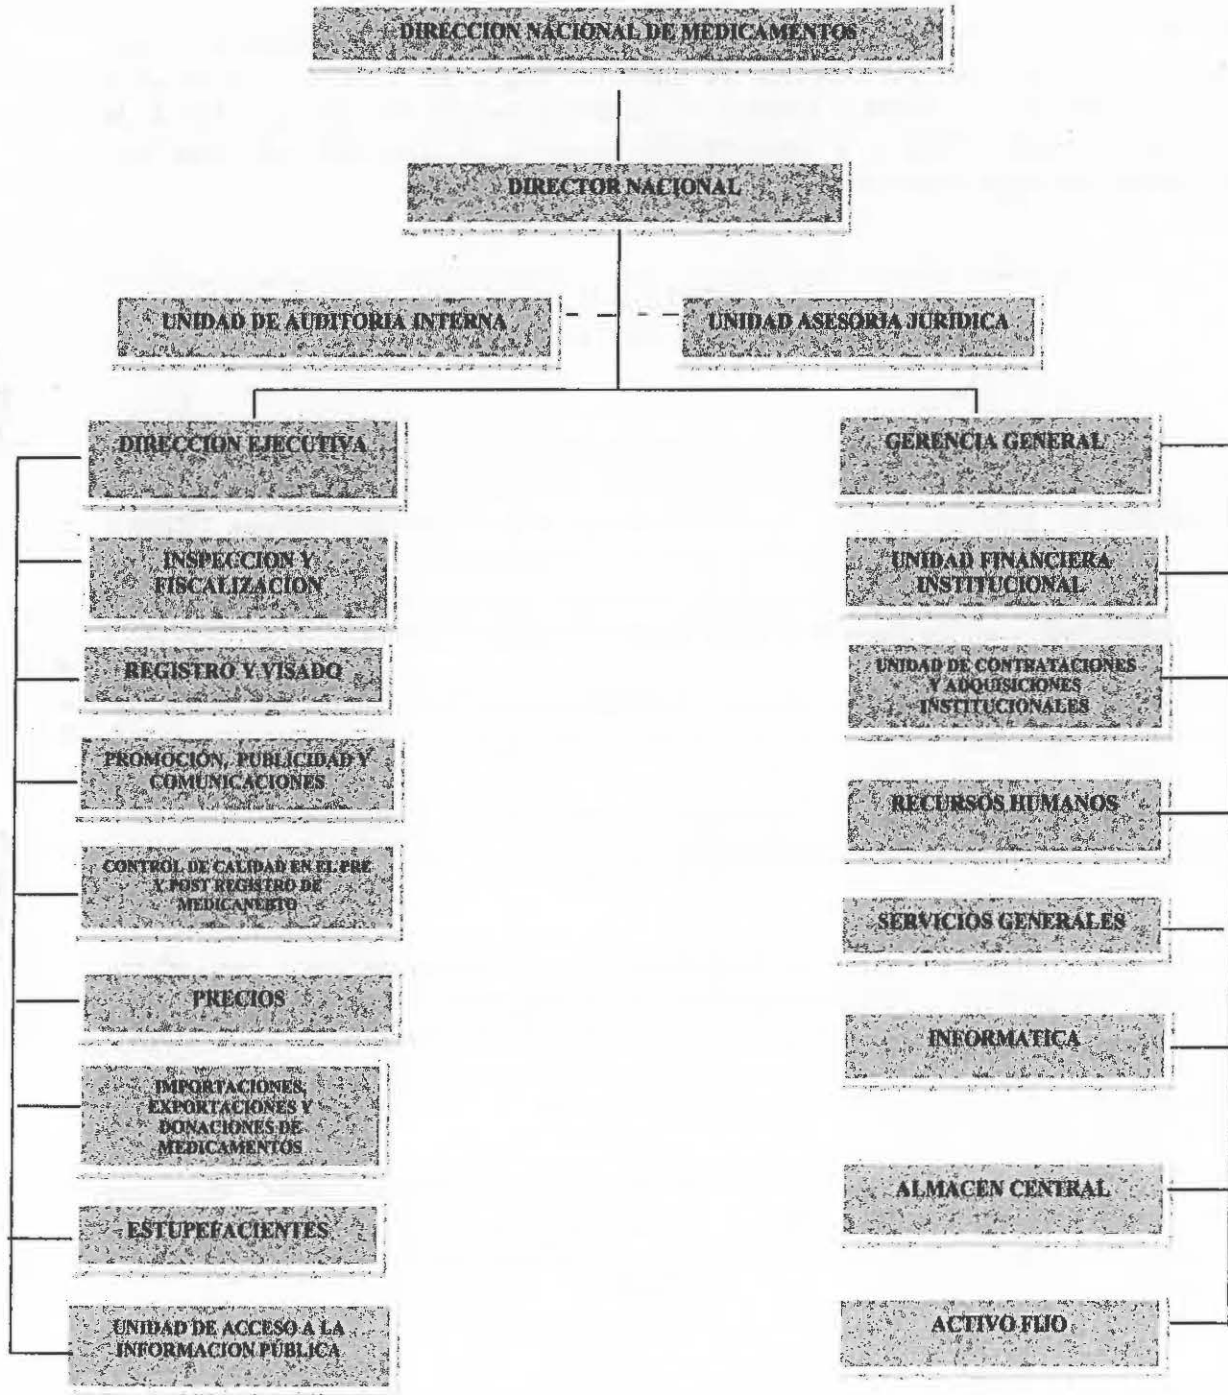 DIRECCION NACIONAL DE MEDICAMENTOS
DIRECTOR NACIONAL
UNIDAD DE AUDITORIA INTERNA
UNIDAD ASESORIA JURIDICA
DIRECCION EJECUTIVA
INSPECCION Y
FISCALIZACION
REGISTRO Y VISADO
PROMOCIÓN, PUBLICIDAD Y
COMUNICACIONES
CONTROL DE CALIDAD EN EL PRE
Y POST REGISTRO DE
MEDICANEBTO
PRECIOS
IMPORTACIONES,
EXPORTACIONES Y
DONACIONES DE
MEDICAMENTOS
ESTUPEFACIENTES
UNIDAD DE ACCESO A LA
INFORMACION PÚBLICA
GERENCIA GENERAL
UNIDAD FINANCIERA
INSTITUCIONAL
UNIDAD DE CONTRATACIONES
Y ADQUISICIONES
INSTITUCIONALES
RECURSOS HUMANOS
SERVICIOS GENERALES
INFORMATICA
ALMACEN CENTRAL
ACTIVO FIJO